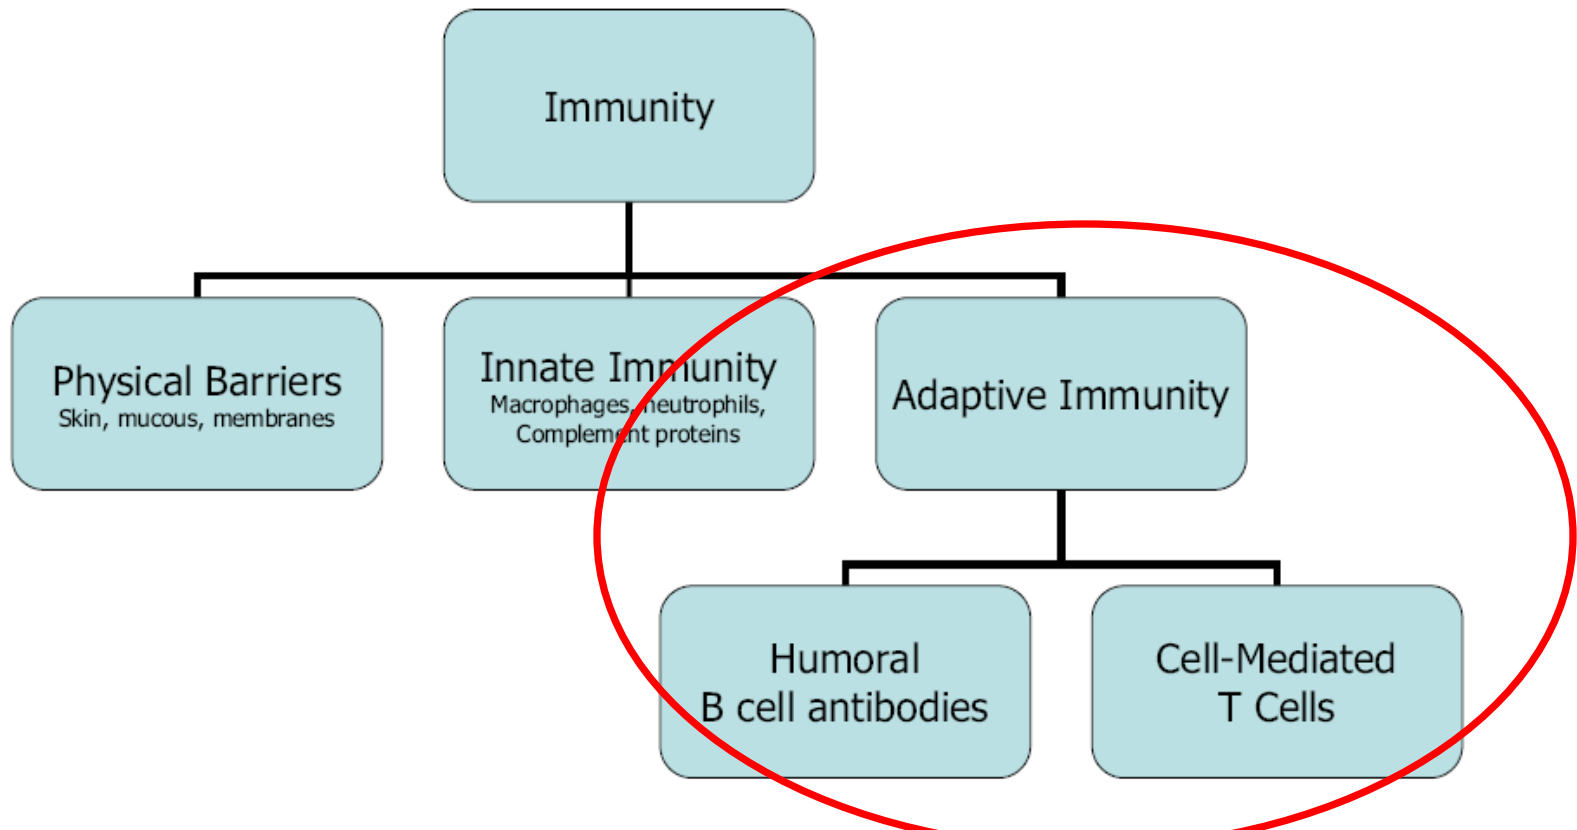 Immunity
Physical Barriers
Skin, mucous, membranes
Innate Immunity
Macrophages, neutrophils,
Complement proteins
Adaptive Immunity
Humoral
B cell antibodies
Cell-Mediated
T Cells